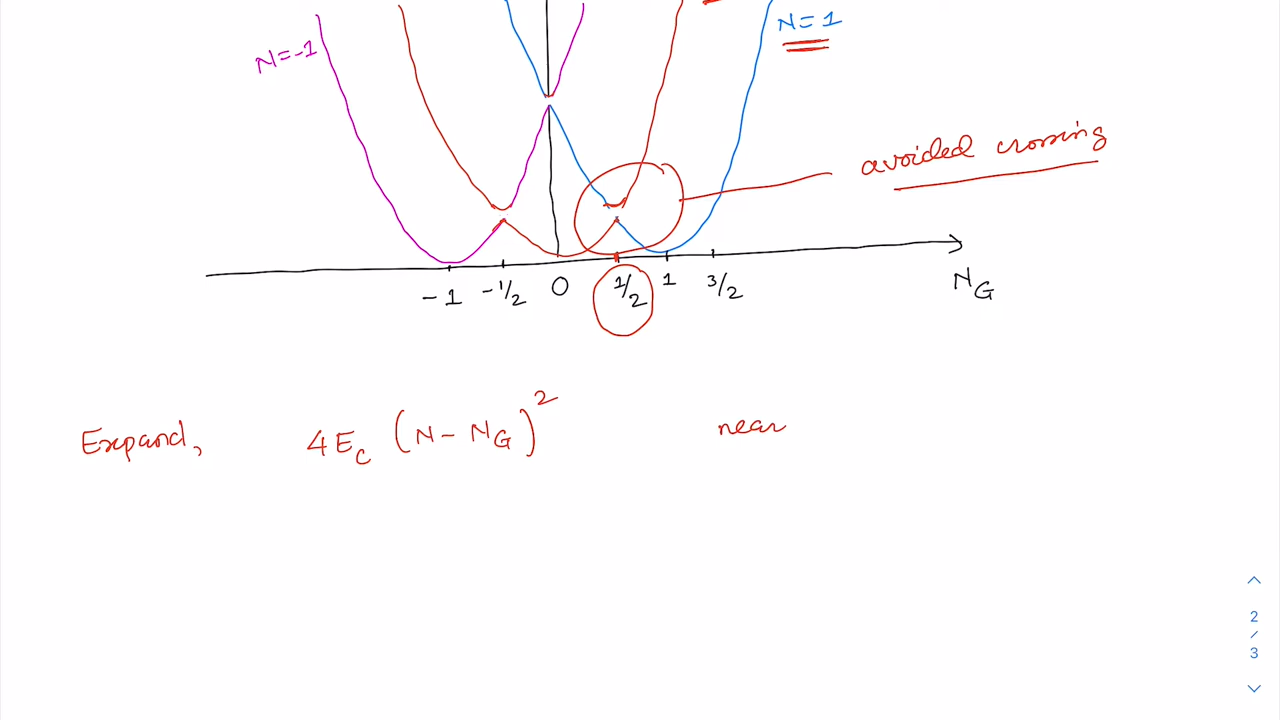 N = 1
N = -1
avoided crossing
-1 -1/2 0 1/2 1 3/2
N_G
Expand, 4E_C (N - N_G)^2 near
2
/
3